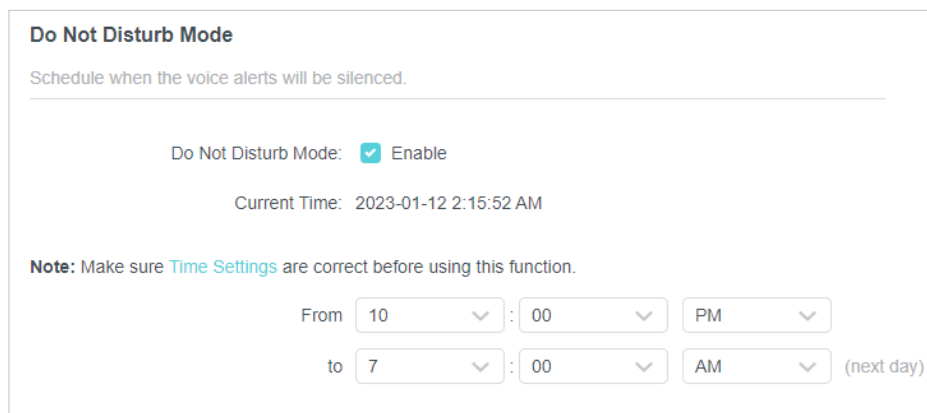 Do Not Disturb Mode
Schedule when the voice alerts will be silenced.
Do Not Disturb Mode: Enable
Current Time: 2023-01-12 2:15:52 AM
Note: Make sure Time Settings are correct before using this function.
From 10 : 00 PM
to 7 : 00 AM (next day)